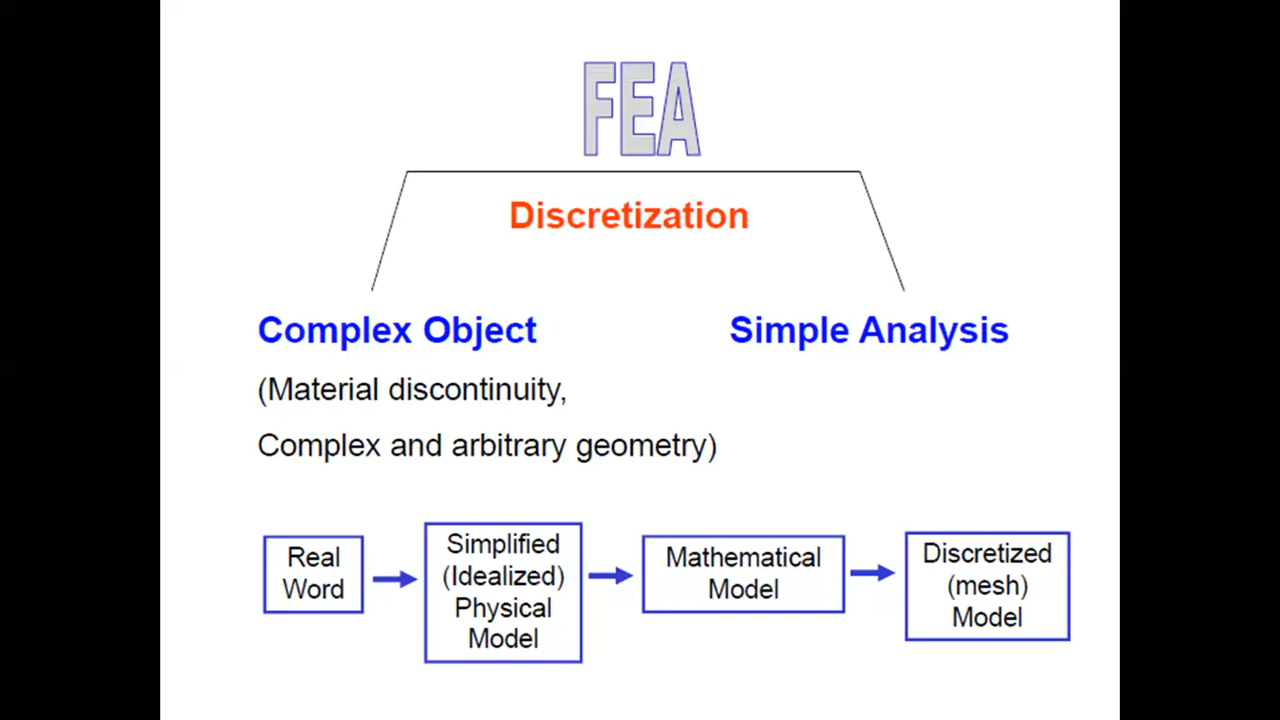 FEA
Discretization
Complex Object
Simple Analysis
(Material discontinuity,
Complex and arbitrary geometry)
Real
Word
Simplified
(Idealized)
Physical
Model
Mathematical
Model
Discretized
(mesh)
Model